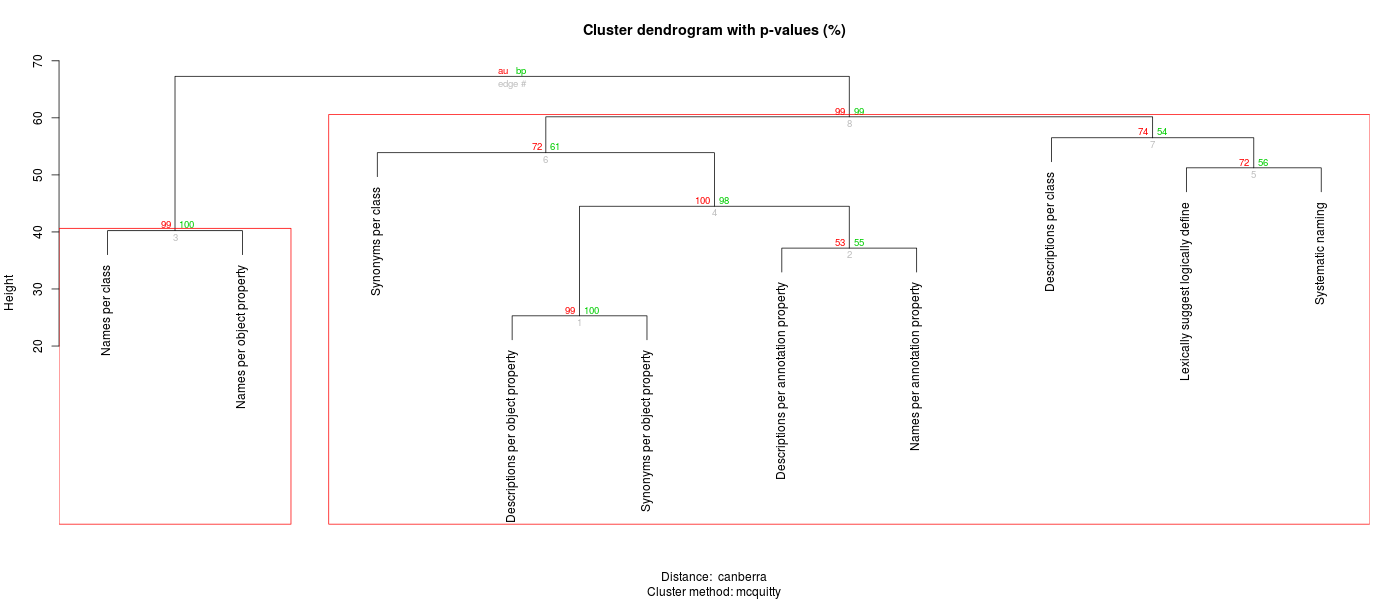 Cluster dendrogram with p-values (%)
70
60
50
40
30
20
Height
au bp
edge #
99 99
8
74 54
7
72 61
6
72 56
5
100 98
4
99 100
3
53 55
2
99 100
1
Names per class
Names per object property
Synonyms per class
Descriptions per object property
Synonyms per object property
Descriptions per annotation property
Names per annotation property
Descriptions per class
Lexically suggest logically define
Systematic naming
Distance: canberra
Cluster method: mcquitty